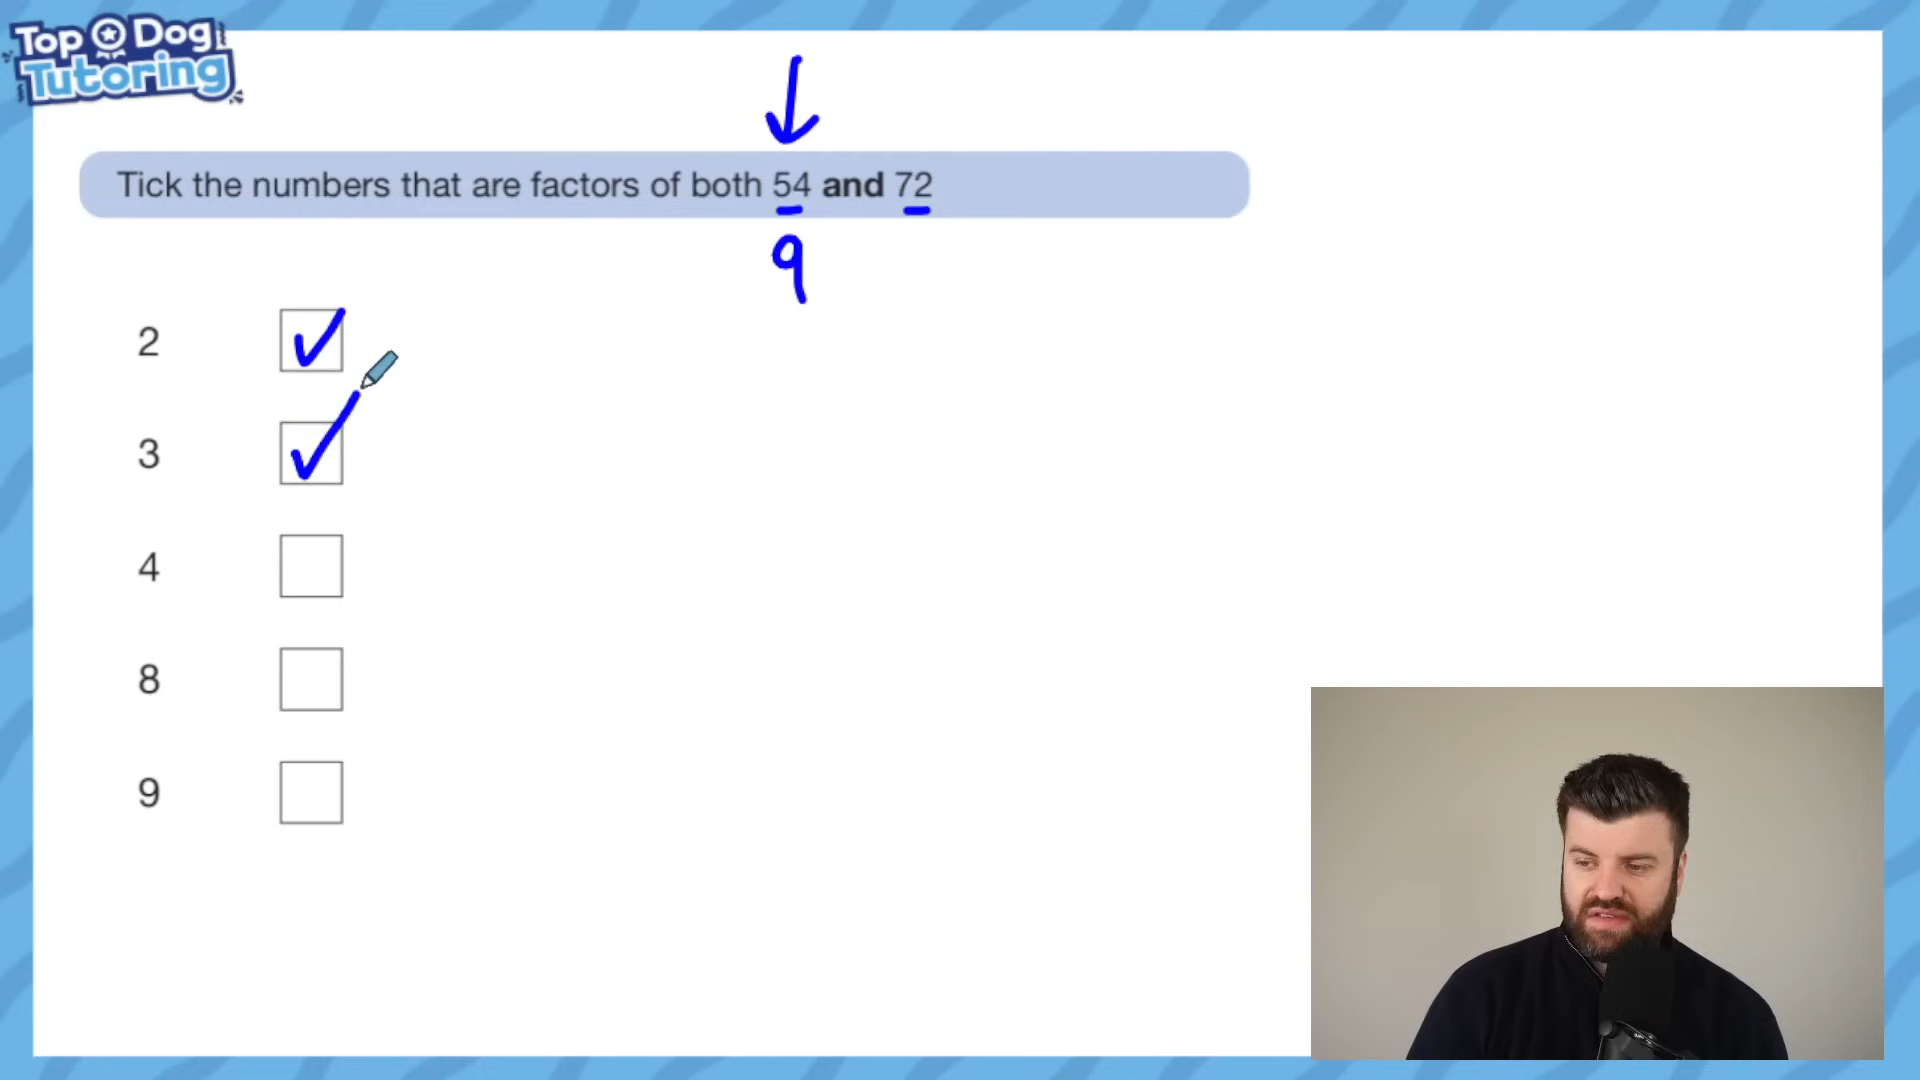 Top Dog
Tutoring
Tick the numbers that are factors of both 54 and 72
9
2
3
4
8
9